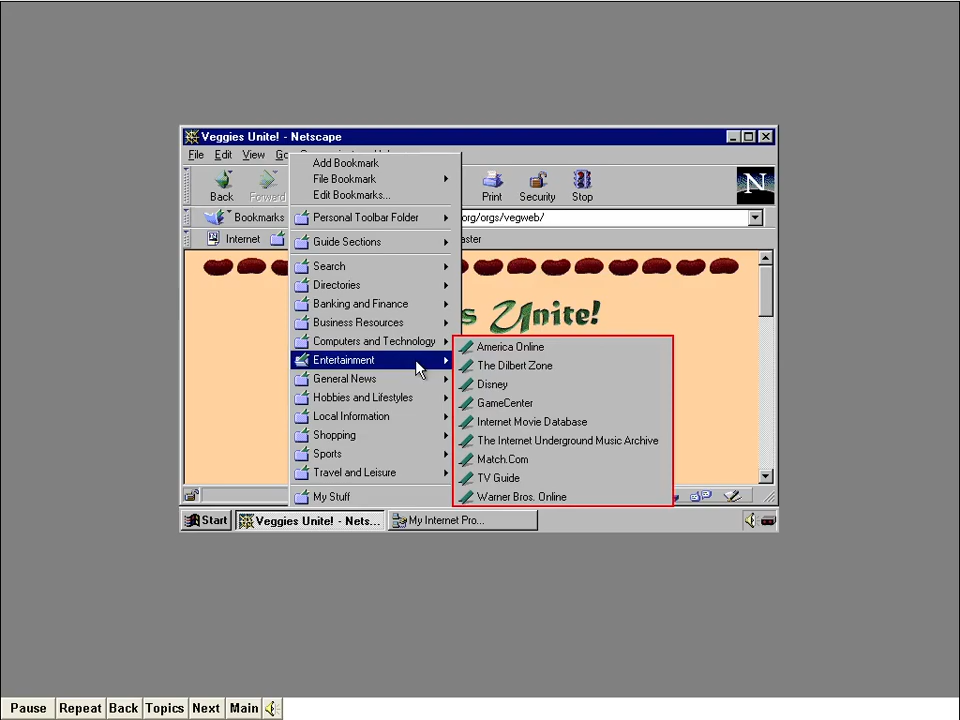 Veggies Unite! - Netscape
File Edit View Go
Add Bookmark
File Bookmark
Edit Bookmarks...
Back Forward Print Security Stop
N
Bookmarks Personal Toolbar Folder org/orgs/vegweb/
Internet Guide Sections aster
Search
Directories
Banking and Finance
s Unite!
Business Resources
Computers and Technology
Entertainment
General News
Hobbies and Lifestyles
Local Information
Shopping
Sports
Travel and Leisure
My Stuff
America Online
The Dilbert Zone
Disney
GameCenter
Internet Movie Database
The Internet Underground Music Archive
Match.Com
TV Guide
Warner Bros. Online
Start Veggies Unite! - Nets... My Internet Pro...
Pause Repeat Back Topics Next Main